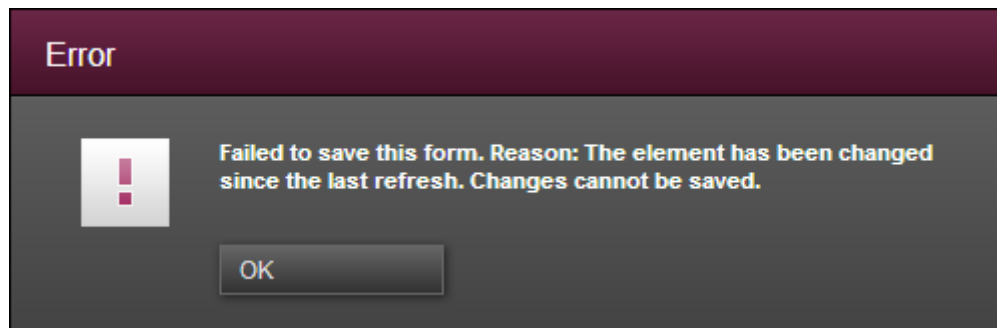 Error
Failed to save this form. Reason: The element has been changed
since the last refresh. Changes cannot be saved.
OK